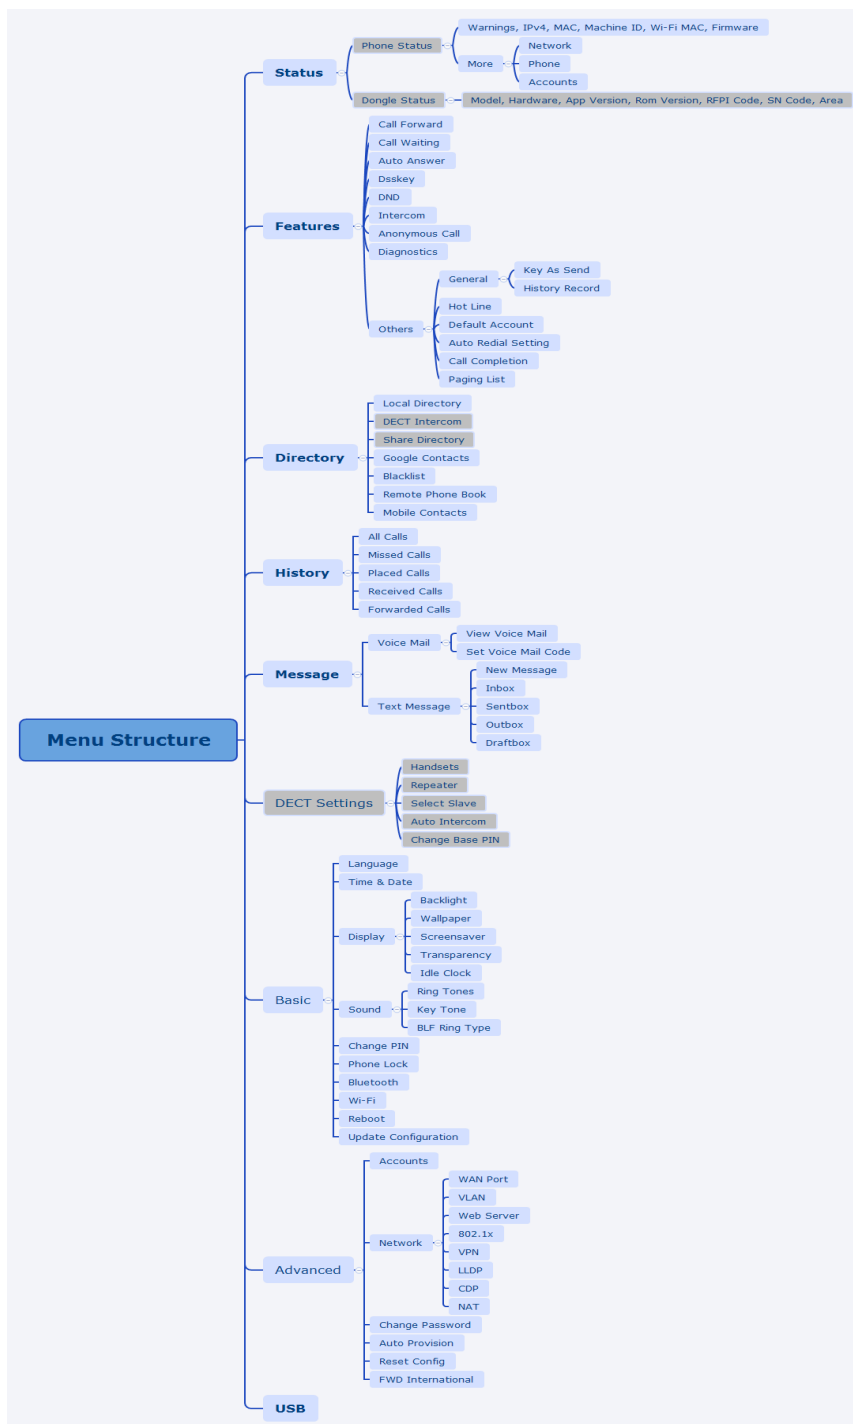 Menu Structure
Status
Phone Status
Warnings, IPv4, MAC, Machine ID, Wi-Fi MAC, Firmware
More
Network
Phone
Accounts
Dongle Status
Model, Hardware, App Version, Rom Version, RFPI Code, SN Code, Area
Features
Call Forward
Call Waiting
Auto Answer
Dsskey
DND
Intercom
Anonymous Call
Diagnostics
Others
General
Key As Send
History Record
Hot Line
Default Account
Auto Redial Setting
Call Completion
Paging List
Directory
Local Directory
DECT Intercom
Share Directory
Google Contacts
Blacklist
Remote Phone Book
Mobile Contacts
History
All Calls
Missed Calls
Placed Calls
Received Calls
Forwarded Calls
Message
Voice Mail
View Voice Mail
Set Voice Mail Code
Text Message
New Message
Inbox
Sentbox
Outbox
Draftbox
DECT Settings
Handsets
Repeater
Select Slave
Auto Intercom
Change Base PIN
Basic
Language
Time & Date
Display
Backlight
Wallpaper
Screensaver
Transparency
Idle Clock
Sound
Ring Tones
Key Tone
BLF Ring Type
Change PIN
Phone Lock
Bluetooth
Wi-Fi
Reboot
Update Configuration
Advanced
Accounts
Network
WAN Port
VLAN
Web Server
802.1x
VPN
LLDP
CDP
NAT
Change Password
Auto Provision
Reset Config
FWD International
USB